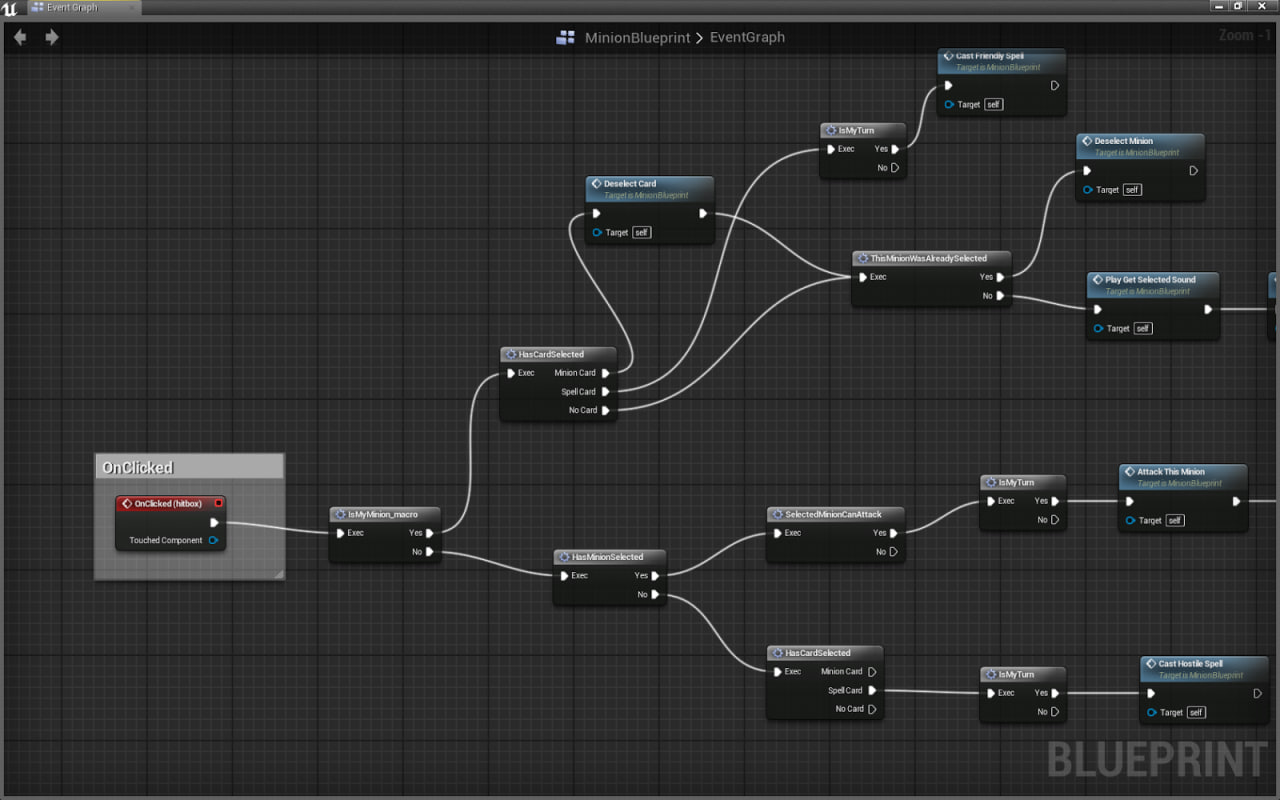 Event Graph
MinionBlueprint > EventGraph
Zoom -1
Cast Friendly Spell
Target is MinionBlueprint
Target self
IsMyTurn
Exec Yes
No
Deselect Minion
Target is MinionBlueprint
Target self
Deselect Card
Target is MinionBlueprint
Target self
ThisMinionWasAlreadySelected
Exec Yes
No
Play Get Selected Sound
Target is MinionBlueprint
Target self
HasCardSelected
Exec Minion Card
Spell Card
No Card
OnClicked
OnClicked (hitbox)
Touched Component
IsMyMinion_macro
Exec Yes
No
HasMinionSelected
Exec Yes
No
SelectedMinionCanAttack
Exec Yes
No
IsMyTurn
Exec Yes
No
Attack This Minion
Target is MinionBlueprint
Target self
HasCardSelected
Exec Minion Card
Spell Card
No Card
IsMyTurn
Exec Yes
No
Cast Hostile Spell
Target is MinionBlueprint
Target self
BLUEPRINT